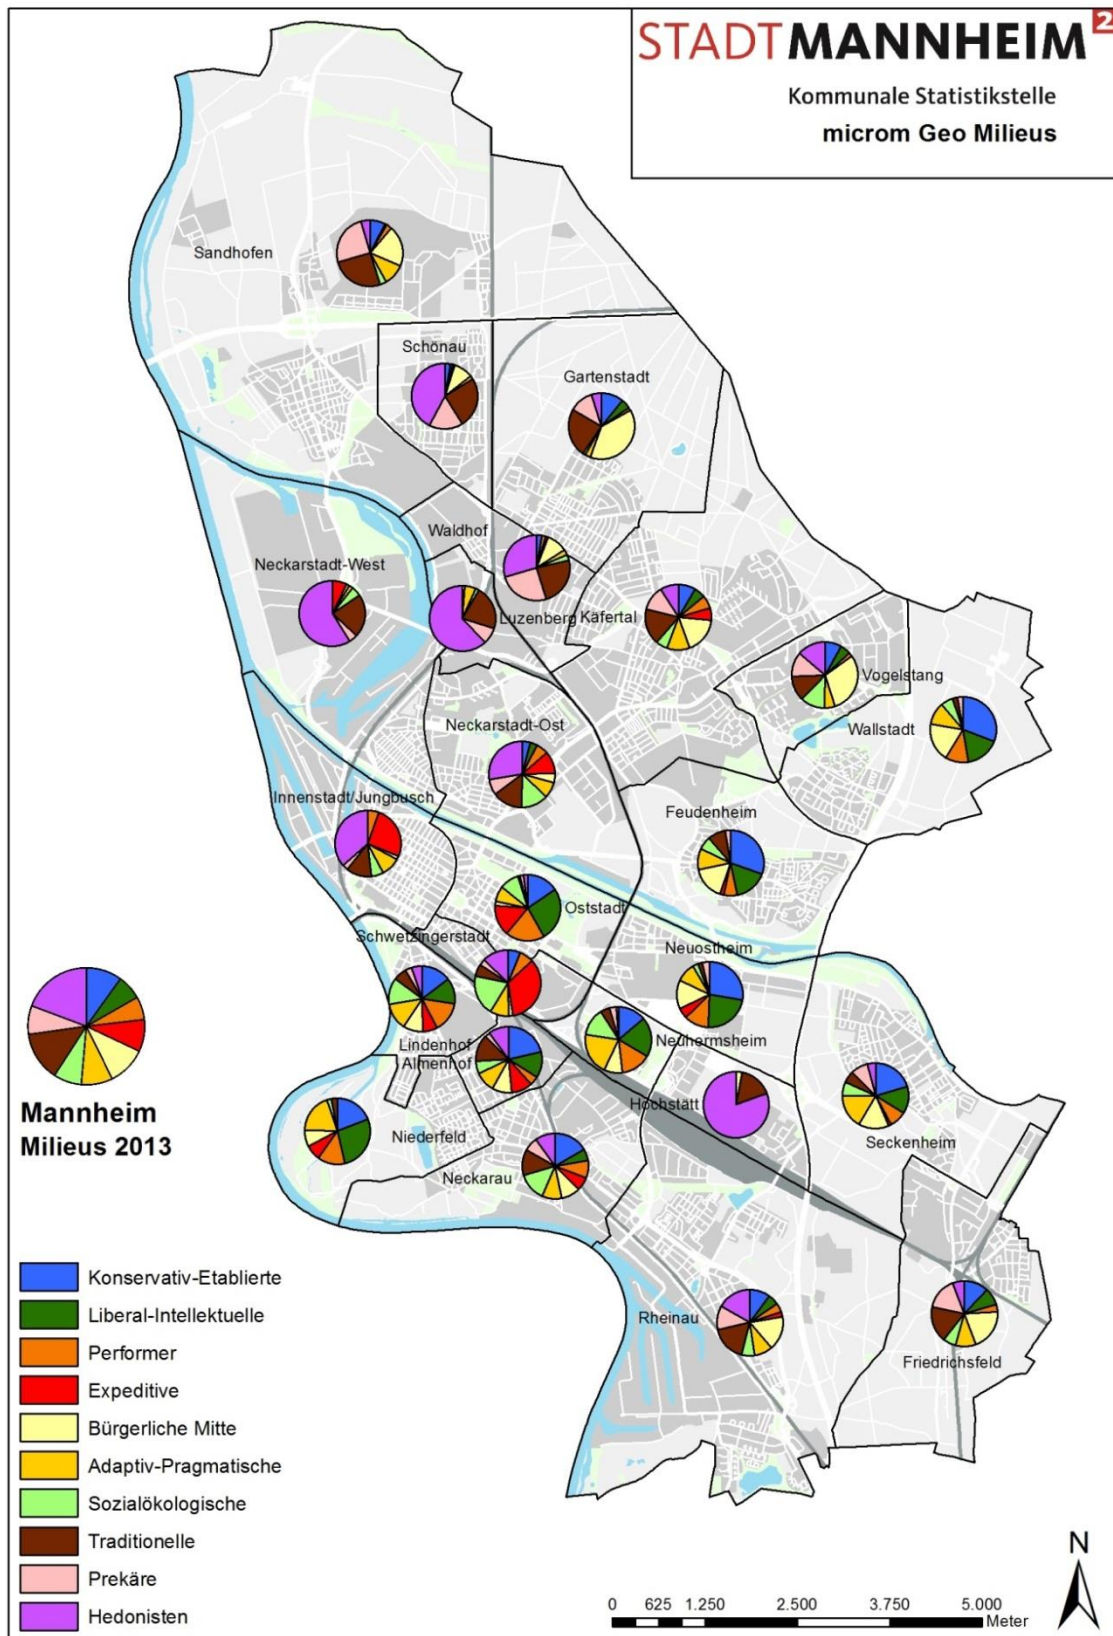 STADTMANNHEIM²
Kommunale Statistikstelle
microm Geo Milieus
Sandhofen
Schönau
Gartenstadt
Waldhof
Neckarstadt-West
Luzenberg
Käfertal
Vogelstang
Wallstadt
Neckarstadt-Ost
Innenstadt/Jungbusch
Feudenheim
Oststadt
Schwetzingerstadt
Neuostheim
Lindenhof
Almenhof
Neuhermsheim
Hochstätt
Seckenheim
Niederfeld
Neckarau
Mannheim
Milieus 2013
Rheinau
Friedrichsfeld
Konservativ-Etablierte
Liberal-Intellektuelle
Performer
Expeditive
Bürgerliche Mitte
Adaptiv-Pragmatische
Sozialökologische
Traditionelle
Prekäre
Hedonisten
N
0 625 1.250 2.500 3.750 5.000
Meter